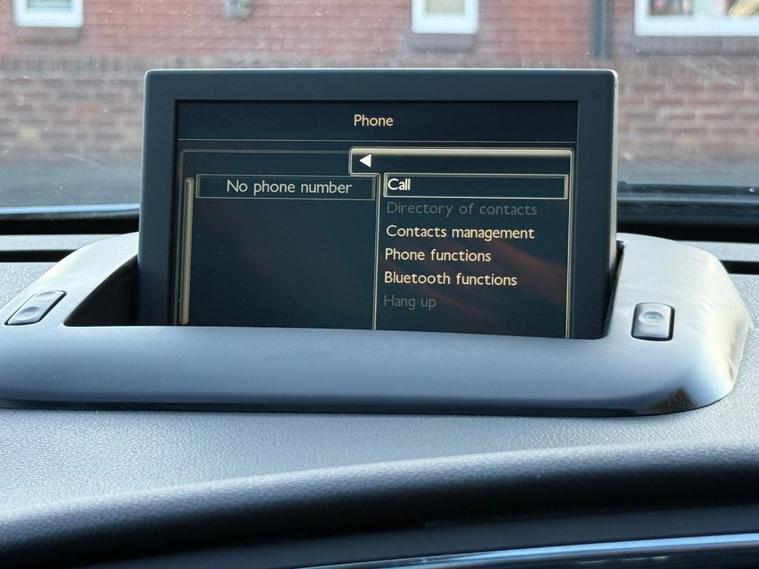 Phone
No phone number
Call
Directory of contacts
Contacts management
Phone functions
Bluetooth functions
Hang up